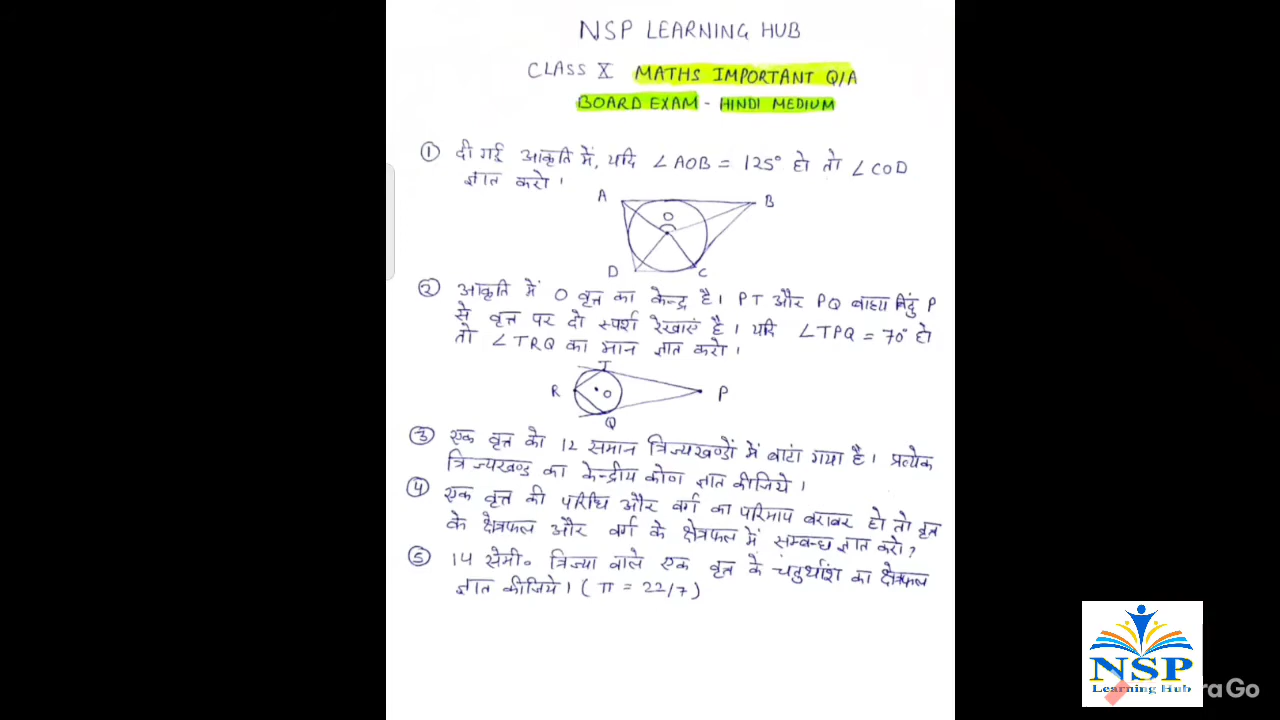 NSP LEARNING HUB
CLASS X MATHS IMPORTANT Q/A
BOARD EXAM - HINDI MEDIUM
① दी गई आकृति में, यदि ∠AOB = 125° हो तो ∠COD
ज्ञात करो ।
A
B
O
D
C
② आकृति में O वृत्त का केन्द्र है। PT और PQ बाह्य बिंदु P
से वृत्त पर दो स्पर्श रेखाएं है । यदि ∠TPQ = 70° हो
तो ∠TRQ का मान ज्ञात करो ।
T
R
O
P
Q
③ एक वृत्त को 12 समान त्रिज्यखण्डों में बांटा गया है। प्रत्येक
त्रिज्यखण्ड का केन्द्रीय कोण ज्ञात कीजिये ।
④ एक वृत्त की परिधि और वर्ग का परिमाप बराबर हो तो वृत्त
के क्षेत्रफल और वर्ग के क्षेत्रफल में सम्बन्ध ज्ञात करो ?
⑤ 14 सेमी॰ त्रिज्या वाले एक वृत्त के चतुर्थांश का क्षेत्रफल
ज्ञात कीजिये। ( π = 22/7 )
NSP
Learning Hub
raGo